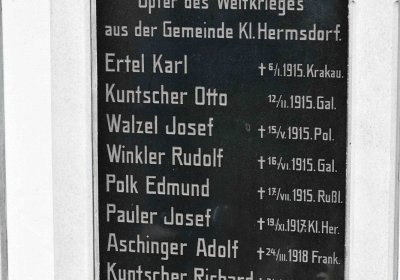 Opfer des Weltkrieges
aus der Gemeinde Kl. Hermsdorf.
Ertel Karl †6/I.1915. Krakau.
Kuntscher Otto 12/II.1915. Gal.
Walzel Josef †15/V.1915. Pol.
Winkler Rudolf †16/VI.1915. Gal.
Polk Edmund †17/VII.1915. Rußl.
Pauler Josef †19/XI.1917. Kl. Her.
Aschinger Adolf †24/III.1918 Frank.
Kuntscher Richard